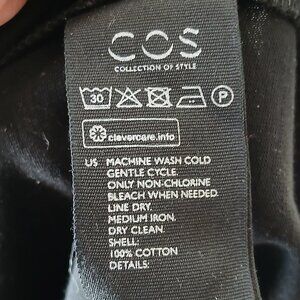 COS
COLLECTION OF STYLE
30 P
clevercare.info
US MACHINE WASH COLD
GENTLE CYCLE.
ONLY NON-CHLORINE
BLEACH WHEN NEEDED.
LINE DRY.
MEDIUM IRON.
DRY CLEAN.
SHELL:
100% COTTON
DETAILS: